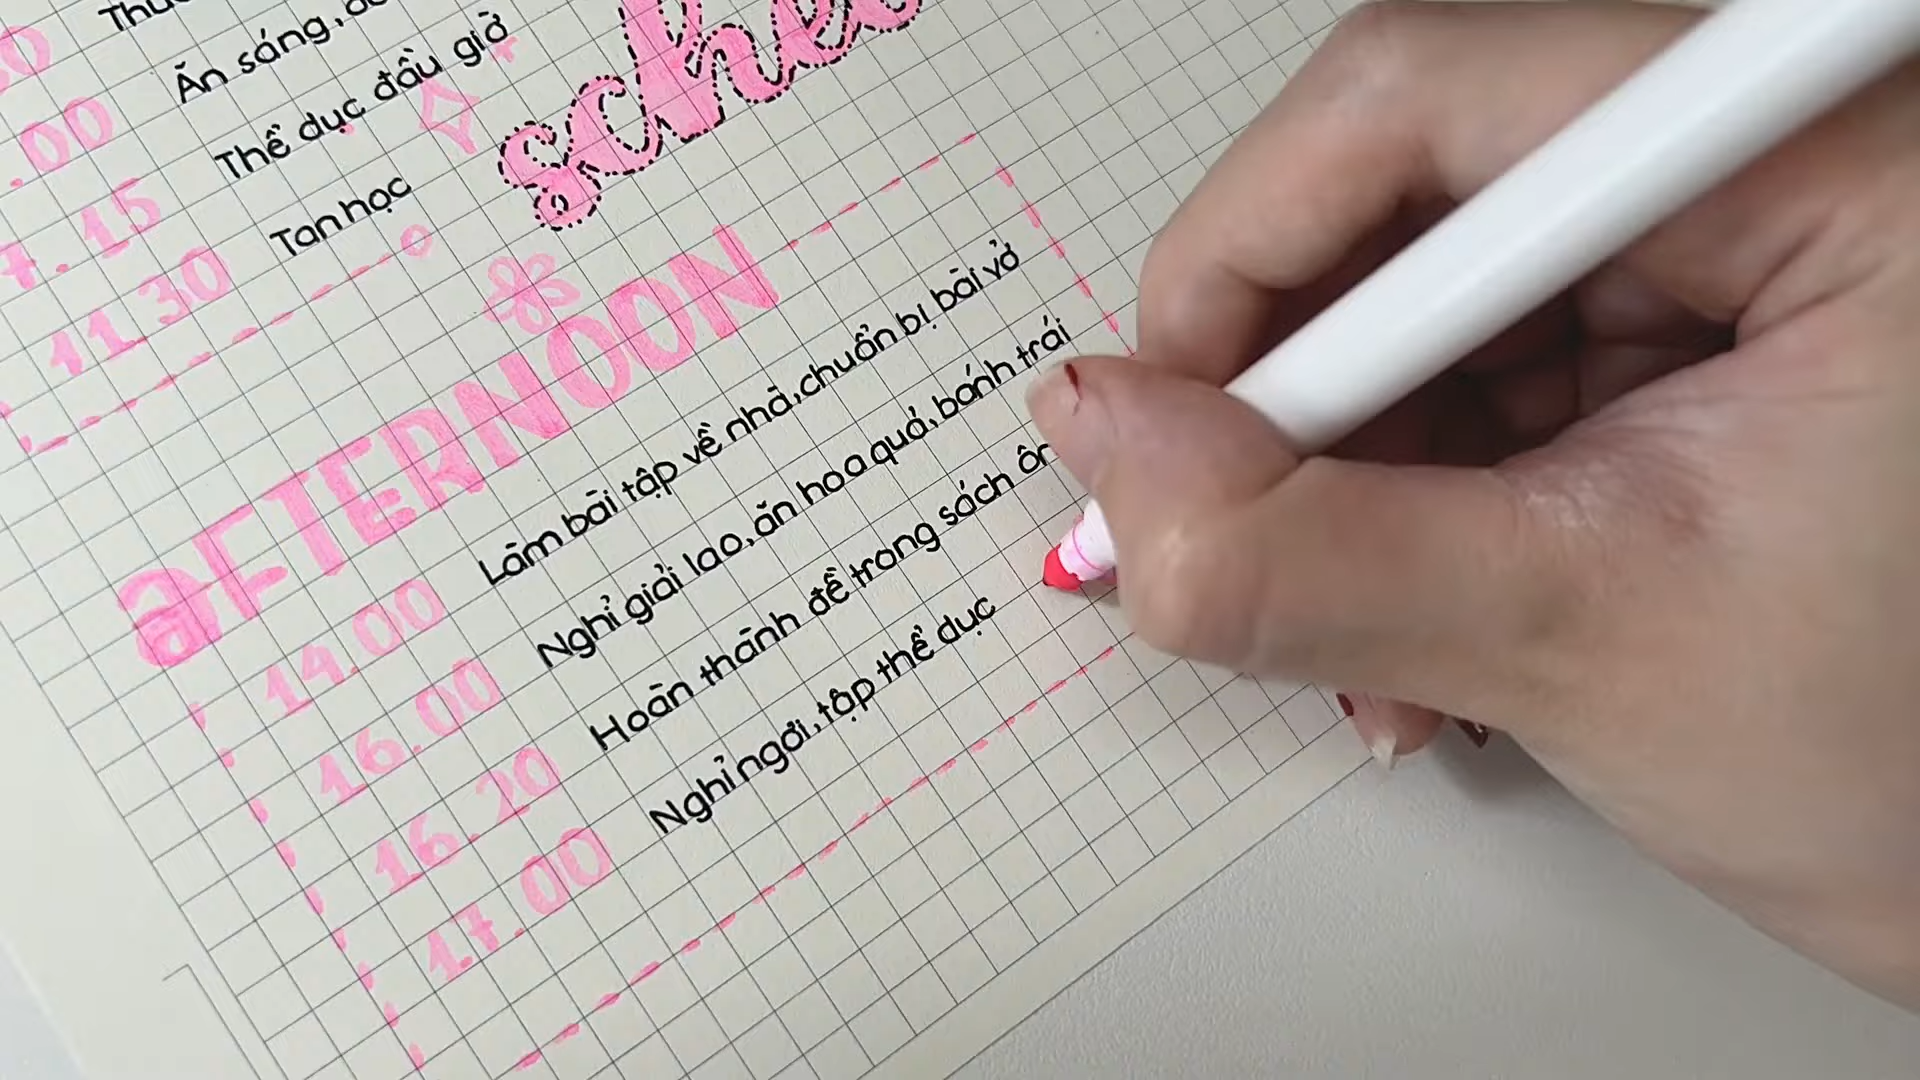 Ăn sáng,
.00 Thể dục đầu giờ
7.15 Tan học
11.30
AFTERNOON
14.00 Làm bài tập về nhà, chuẩn bị bài vở
16.00 Nghỉ giải lao, ăn hoa quả, bánh trái
16.20 Hoàn thành đề trong sách
17.00 Nghỉ ngơi, tập thể dục